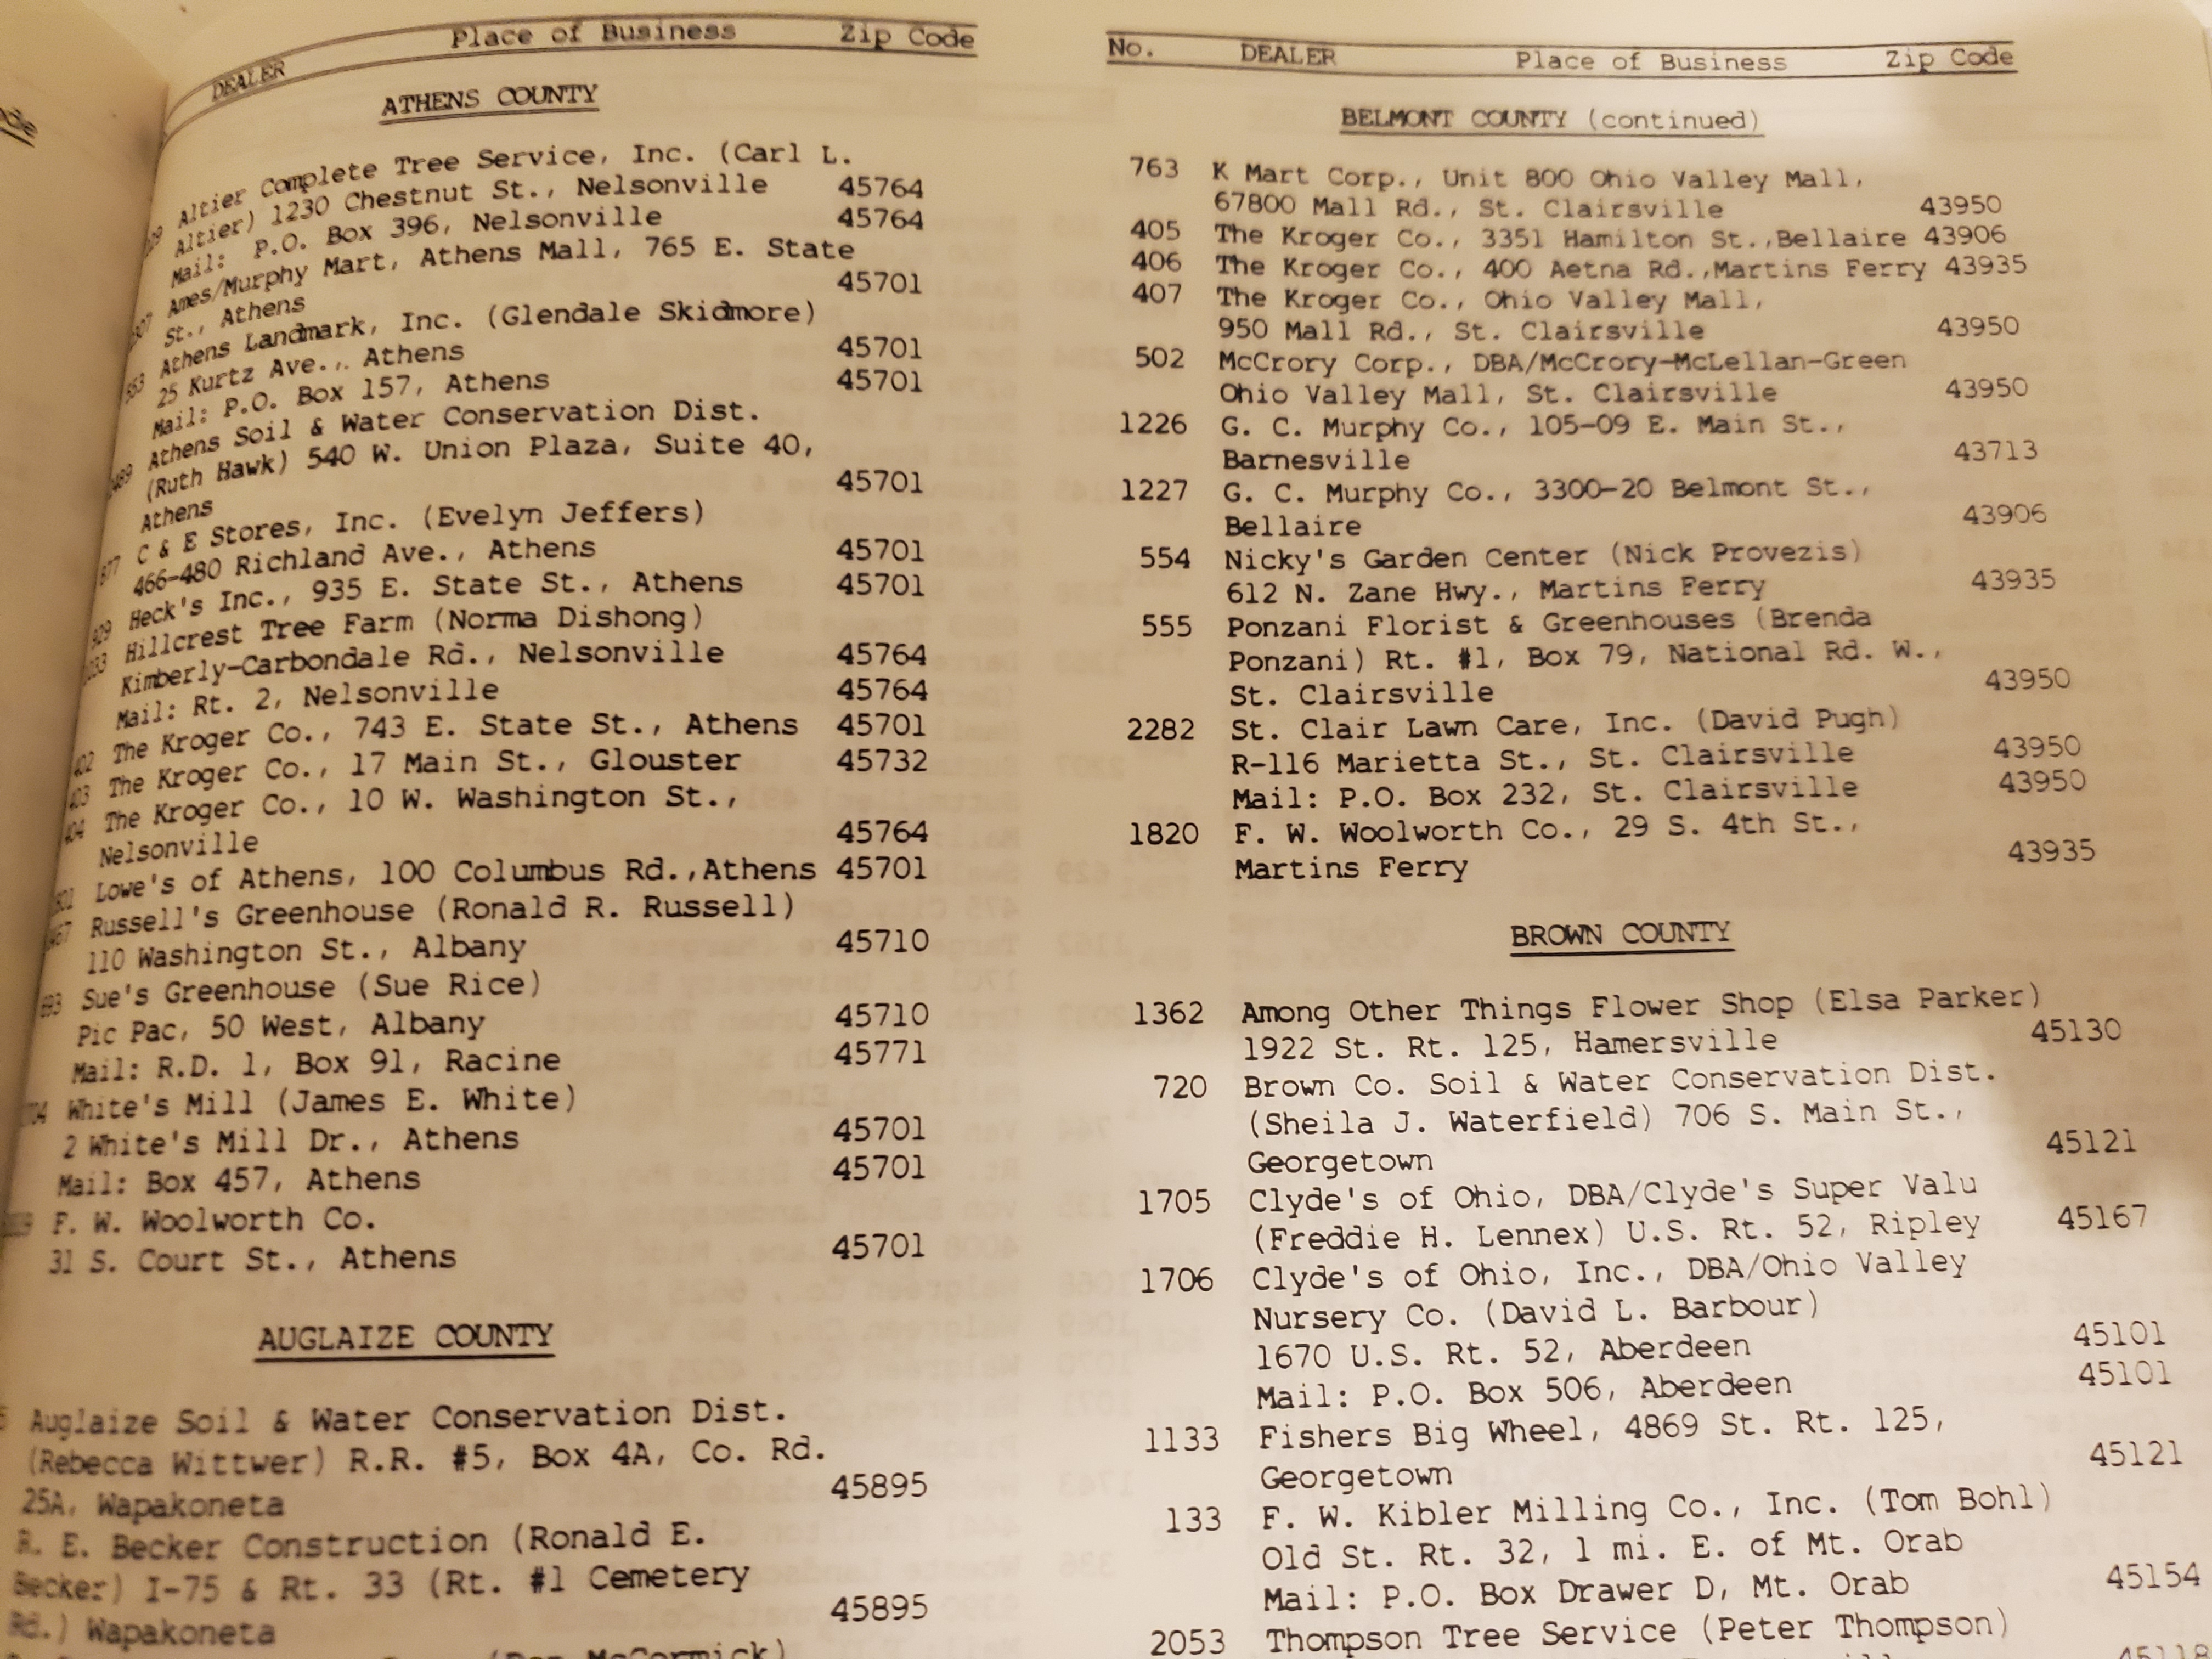 DEALER Place of Business Zip Code
ATHENS COUNTY
Altier Complete Tree Service, Inc. (Carl L.
Altier) 1230 Chestnut St., Nelsonville 45764
Mail: P.O. Box 396, Nelsonville 45764
Ames/Murphy Mart, Athens Mall, 765 E. State
St., Athens 45701
Athens Landmark, Inc. (Glendale Skidmore)
25 Kurtz Ave., Athens 45701
Mail: P.O. Box 157, Athens 45701
Athens Soil & Water Conservation Dist.
(Ruth Hawk) 540 W. Union Plaza, Suite 40,
Athens 45701
C & E Stores, Inc. (Evelyn Jeffers)
466-480 Richland Ave., Athens 45701
Heck's Inc., 935 E. State St., Athens 45701
Hillcrest Tree Farm (Norma Dishong)
Kimberly-Carbondale Rd., Nelsonville 45764
Mail: Rt. 2, Nelsonville 45764
402 The Kroger Co., 743 E. State St., Athens 45701
403 The Kroger Co., 17 Main St., Glouster 45732
404 The Kroger Co., 10 W. Washington St.,
Nelsonville 45764
Lowe's of Athens, 100 Columbus Rd.,Athens 45701
Russell's Greenhouse (Ronald R. Russell)
110 Washington St., Albany 45710
Sue's Greenhouse (Sue Rice)
Pic Pac, 50 West, Albany 45710
Mail: R.D. 1, Box 91, Racine 45771
White's Mill (James E. White)
2 White's Mill Dr., Athens 45701
Mail: Box 457, Athens 45701
F. W. Woolworth Co.
31 S. Court St., Athens 45701
AUGLAIZE COUNTY
Auglaize Soil & Water Conservation Dist.
(Rebecca Wittwer) R.R. #5, Box 4A, Co. Rd.
25A, Wapakoneta 45895
R. E. Becker Construction (Ronald E.
Becker) I-75 & Rt. 33 (Rt. #1 Cemetery
Rd.) Wapakoneta 45895
McCormick)
No. DEALER Place of Business Zip Code
BELMONT COUNTY (continued)
763 K Mart Corp., Unit 800 Ohio Valley Mall,
67800 Mall Rd., St. Clairsville 43950
405 The Kroger Co., 3351 Hamilton St.,Bellaire 43906
406 The Kroger Co., 400 Aetna Rd.,Martins Ferry 43935
407 The Kroger Co., Ohio Valley Mall,
950 Mall Rd., St. Clairsville 43950
502 McCrory Corp., DBA/McCrory-McLellan-Green
Ohio Valley Mall, St. Clairsville 43950
1226 G. C. Murphy Co., 105-09 E. Main St.,
Barnesville 43713
1227 G. C. Murphy Co., 3300-20 Belmont St.,
Bellaire 43906
554 Nicky's Garden Center (Nick Provezis)
612 N. Zane Hwy., Martins Ferry 43935
555 Ponzani Florist & Greenhouses (Brenda
Ponzani) Rt. #1, Box 79, National Rd. W.,
St. Clairsville 43950
2282 St. Clair Lawn Care, Inc. (David Pugh)
R-116 Marietta St., St. Clairsville 43950
Mail: P.O. Box 232, St. Clairsville 43950
1820 F. W. Woolworth Co., 29 S. 4th St.,
Martins Ferry 43935
BROWN COUNTY
1362 Among Other Things Flower Shop (Elsa Parker)
1922 St. Rt. 125, Hamersville 45130
720 Brown Co. Soil & Water Conservation Dist.
(Sheila J. Waterfield) 706 S. Main St.,
Georgetown 45121
1705 Clyde's of Ohio, DBA/Clyde's Super Valu
(Freddie H. Lennex) U.S. Rt. 52, Ripley 45167
1706 Clyde's of Ohio, Inc., DBA/Ohio Valley
Nursery Co. (David L. Barbour)
1670 U.S. Rt. 52, Aberdeen 45101
Mail: P.O. Box 506, Aberdeen 45101
1133 Fishers Big Wheel, 4869 St. Rt. 125,
Georgetown 45121
133 F. W. Kibler Milling Co., Inc. (Tom Bohl)
Old St. Rt. 32, 1 mi. E. of Mt. Orab
Mail: P.O. Box Drawer D, Mt. Orab 45154
2053 Thompson Tree Service (Peter Thompson)